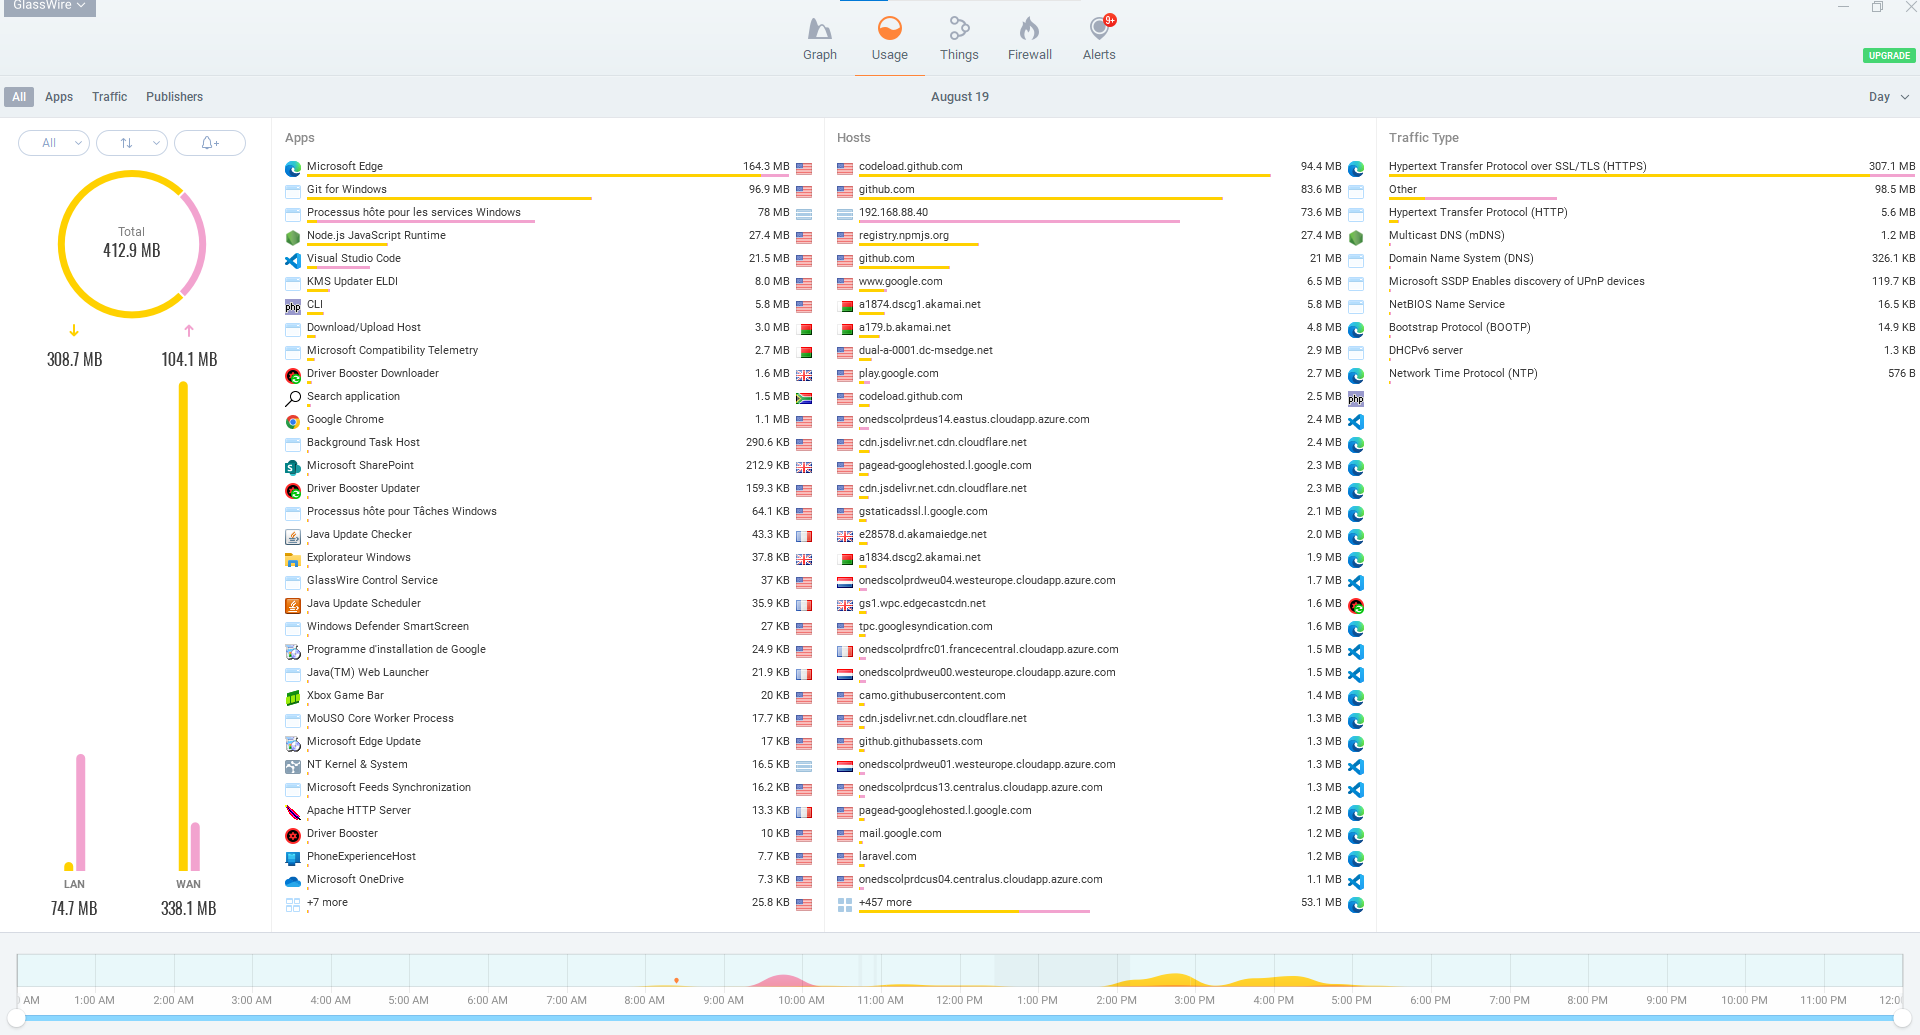 GlassWire
Graph
Usage
Things
Firewall
9+
Alerts
UPGRADE
All
Apps
Traffic
Publishers
August 19
Day
All
Total
412.9 MB
308.7 MB
104.1 MB
LAN
WAN
74.7 MB
338.1 MB
Apps
Microsoft Edge 164.3 MB
Git for Windows 96.9 MB
Processus hôte pour les services Windows 78 MB
Node.js JavaScript Runtime 27.4 MB
Visual Studio Code 21.5 MB
KMS Updater ELDI 8.0 MB
php CLI 5.8 MB
Download/Upload Host 3.0 MB
Microsoft Compatibility Telemetry 2.7 MB
Driver Booster Downloader 1.6 MB
Search application 1.5 MB
Google Chrome 1.1 MB
Background Task Host 290.6 KB
Microsoft SharePoint 212.9 KB
Driver Booster Updater 159.3 KB
Processus hôte pour Tâches Windows 64.1 KB
Java Update Checker 43.3 KB
Explorateur Windows 37.8 KB
GlassWire Control Service 37 KB
Java Update Scheduler 35.9 KB
Windows Defender SmartScreen 27 KB
Programme d'installation de Google 24.9 KB
Java(TM) Web Launcher 21.9 KB
Xbox Game Bar 20 KB
MoUSO Core Worker Process 17.7 KB
Microsoft Edge Update 17 KB
NT Kernel & System 16.5 KB
Microsoft Feeds Synchronization 16.2 KB
Apache HTTP Server 13.3 KB
Driver Booster 10 KB
PhoneExperienceHost 7.7 KB
Microsoft OneDrive 7.3 KB
+7 more 25.8 KB
Hosts
codeload.github.com 94.4 MB
github.com 83.6 MB
192.168.88.40 73.6 MB
registry.npmjs.org 27.4 MB
github.com 21 MB
www.google.com 6.5 MB
a1874.dscg1.akamai.net 5.8 MB
a179.b.akamai.net 4.8 MB
dual-a-0001.dc-msedge.net 2.9 MB
play.google.com 2.7 MB
codeload.github.com 2.5 MB php
onedscolprdeus14.eastus.cloudapp.azure.com 2.4 MB
cdn.jsdelivr.net.cdn.cloudflare.net 2.4 MB
pagead-googlehosted.l.google.com 2.3 MB
cdn.jsdelivr.net.cdn.cloudflare.net 2.3 MB
gstaticadssl.l.google.com 2.1 MB
e28578.d.akamaiedge.net 2.0 MB
a1834.dscg2.akamai.net 1.9 MB
onedscolprdweu04.westeurope.cloudapp.azure.com 1.7 MB
gs1.wpc.edgecastcdn.net 1.6 MB
tpc.googlesyndication.com 1.6 MB
onedscolprdfrc01.francecentral.cloudapp.azure.com 1.5 MB
onedscolprdweu00.westeurope.cloudapp.azure.com 1.5 MB
camo.githubusercontent.com 1.4 MB
cdn.jsdelivr.net.cdn.cloudflare.net 1.3 MB
github.githubassets.com 1.3 MB
onedscolprdweu01.westeurope.cloudapp.azure.com 1.3 MB
onedscolprdcus13.centralus.cloudapp.azure.com 1.3 MB
pagead-googlehosted.l.google.com 1.2 MB
mail.google.com 1.2 MB
laravel.com 1.2 MB
onedscolprdcus04.centralus.cloudapp.azure.com 1.1 MB
+457 more 53.1 MB
Traffic Type
Hypertext Transfer Protocol over SSL/TLS (HTTPS) 307.1 MB
Other 98.5 MB
Hypertext Transfer Protocol (HTTP) 5.6 MB
Multicast DNS (mDNS) 1.2 MB
Domain Name System (DNS) 326.1 KB
Microsoft SSDP Enables discovery of UPnP devices 119.7 KB
NetBIOS Name Service 16.5 KB
Bootstrap Protocol (BOOTP) 14.9 KB
DHCPv6 server 1.3 KB
Network Time Protocol (NTP) 576 B
AM 1:00 AM 2:00 AM 3:00 AM 4:00 AM 5:00 AM 6:00 AM 7:00 AM 8:00 AM 9:00 AM 10:00 AM 11:00 AM 12:00 PM 1:00 PM 2:00 PM 3:00 PM 4:00 PM 5:00 PM 6:00 PM 7:00 PM 8:00 PM 9:00 PM 10:00 PM 11:00 PM 12:0